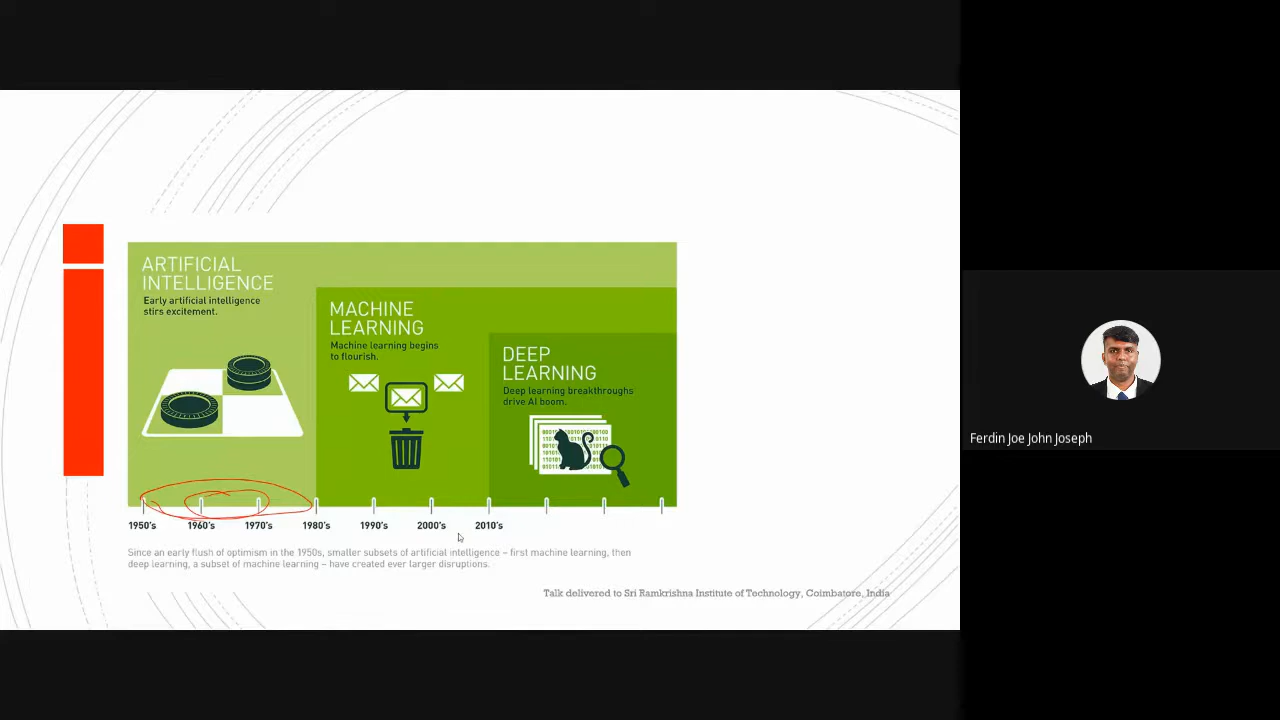 ARTIFICIAL
INTELLIGENCE
Early artificial intelligence
stirs excitement.
MACHINE
LEARNING
Machine learning begins
to flourish.
DEEP
LEARNING
Deep learning breakthroughs
drive AI boom.
1950's 1960's 1970's 1980's 1990's 2000's 2010's
Since an early flush of optimism in the 1950s, smaller subsets of artificial intelligence – first machine learning, then
deep learning, a subset of machine learning – have created ever larger disruptions.
Talk delivered to Sri Ramkrishna Institute of Technology, Coimbatore, India
Ferdin Joe John Joseph